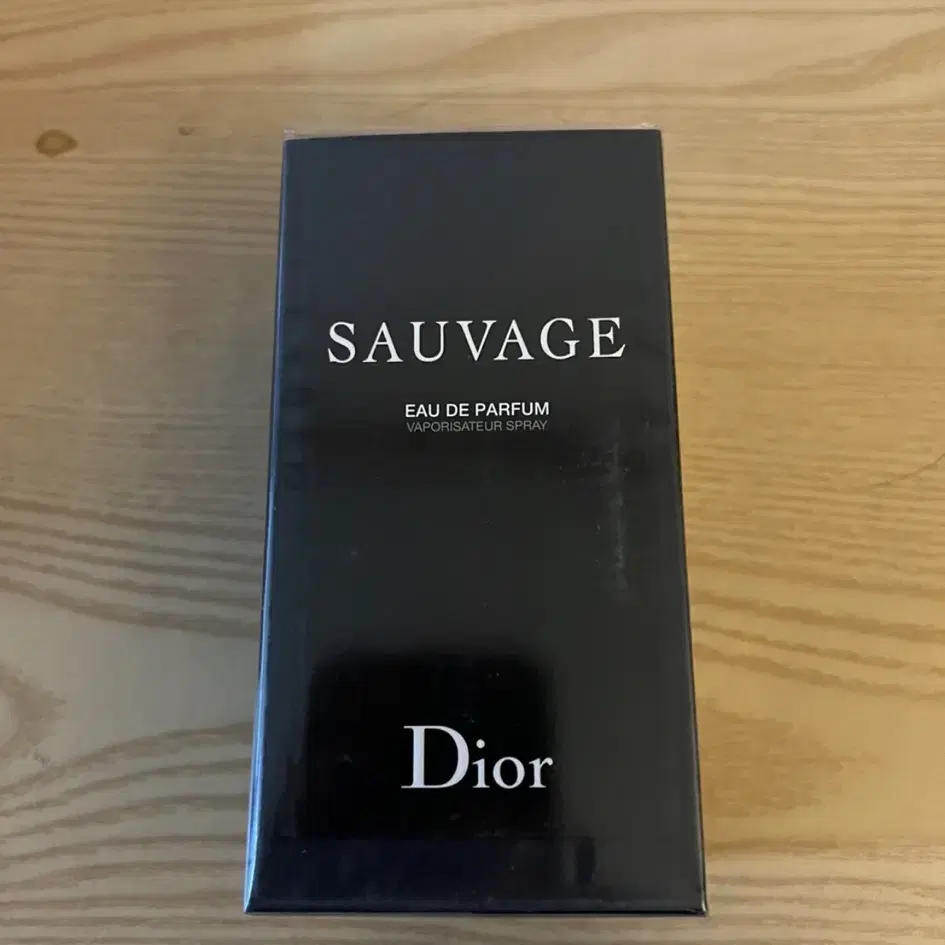 SAUVAGE
EAU DE PARFUM
VAPORISATEUR SPRAY
Dior